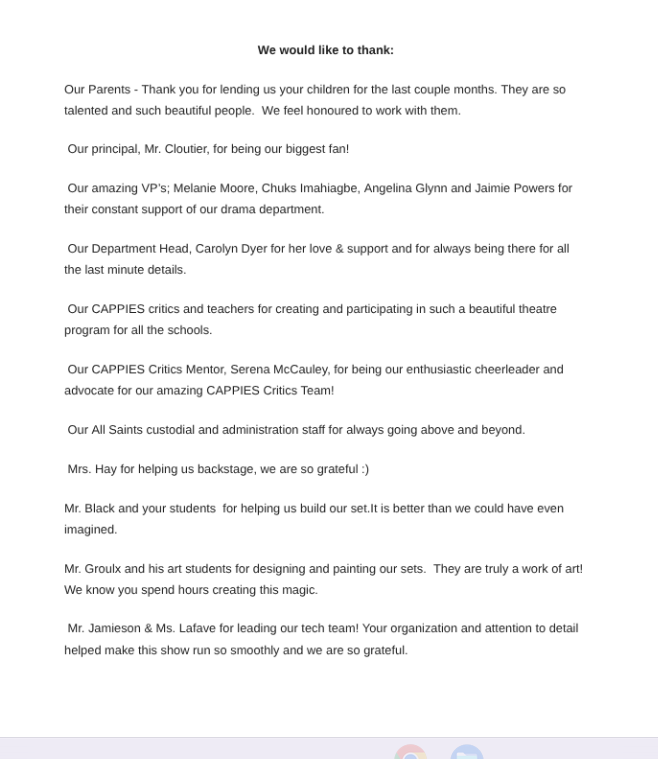 We would like to thank:
Our Parents - Thank you for lending us your children for the last couple months. They are so
talented and such beautiful people.  We feel honoured to work with them.
Our principal, Mr. Cloutier, for being our biggest fan!
Our amazing VP's; Melanie Moore, Chuks Imahiagbe, Angelina Glynn and Jaimie Powers for
their constant support of our drama department.
Our Department Head, Carolyn Dyer for her love & support and for always being there for all
the last minute details.
Our CAPPIES critics and teachers for creating and participating in such a beautiful theatre
program for all the schools.
Our CAPPIES Critics Mentor, Serena McCauley, for being our enthusiastic cheerleader and
advocate for our amazing CAPPIES Critics Team!
Our All Saints custodial and administration staff for always going above and beyond.
Mrs. Hay for helping us backstage, we are so grateful :)
Mr. Black and your students  for helping us build our set.It is better than we could have even
imagined.
Mr. Groulx and his art students for designing and painting our sets.  They are truly a work of art!
We know you spend hours creating this magic.
Mr. Jamieson & Ms. Lafave for leading our tech team! Your organization and attention to detail
helped make this show run so smoothly and we are so grateful.